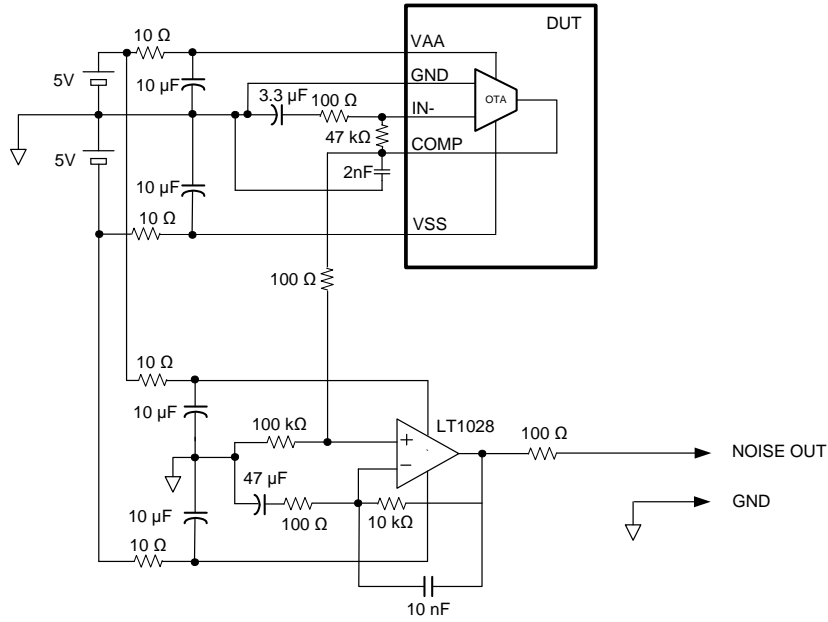 DUT
10 Ω
VAA
5V
10 µF
GND
3.3 µF
100 Ω
OTA
IN-
47 kΩ
COMP
5V
2nF
10 µF
10 Ω
VSS
100 Ω
10 Ω
10 µF
100 kΩ
LT1028
+
100 Ω
NOISE OUT
−
47 µF
100 Ω
10 kΩ
GND
10 µF
10 Ω
10 nF